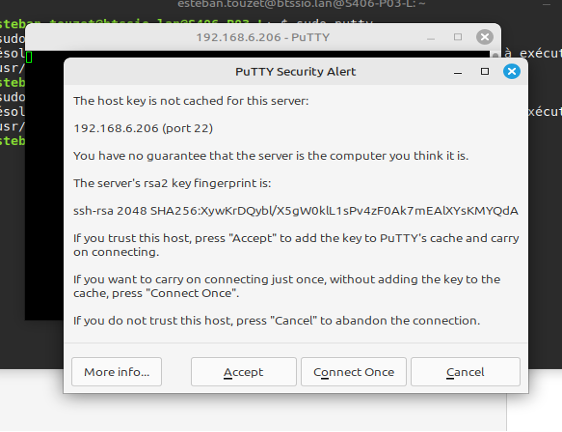 esteban.touzet@btssio.lan@S406-P03-L: ~
esteban.touzet@btssio.lan@S406-P03-L: ~ $ sudo putty
192.168.6.206 - PuTTY
sudo
ésol
à exécut
usr/
esteb
PuTTY Security Alert
sudo
ésol
exécut
usr/
esteb
The host key is not cached for this server:
192.168.6.206 (port 22)
You have no guarantee that the server is the computer you think it is.
The server's rsa2 key fingerprint is:
ssh-rsa 2048 SHA256:XywKrDQybl/X5gW0klL1sPv4zF0Ak7mEAlXYsKMYQdA
If you trust this host, press "Accept" to add the key to PuTTY's cache and carry
on connecting.
If you want to carry on connecting just once, without adding the key to the
cache, press "Connect Once".
If you do not trust this host, press "Cancel" to abandon the connection.
More info...
Accept
Connect Once
Cancel